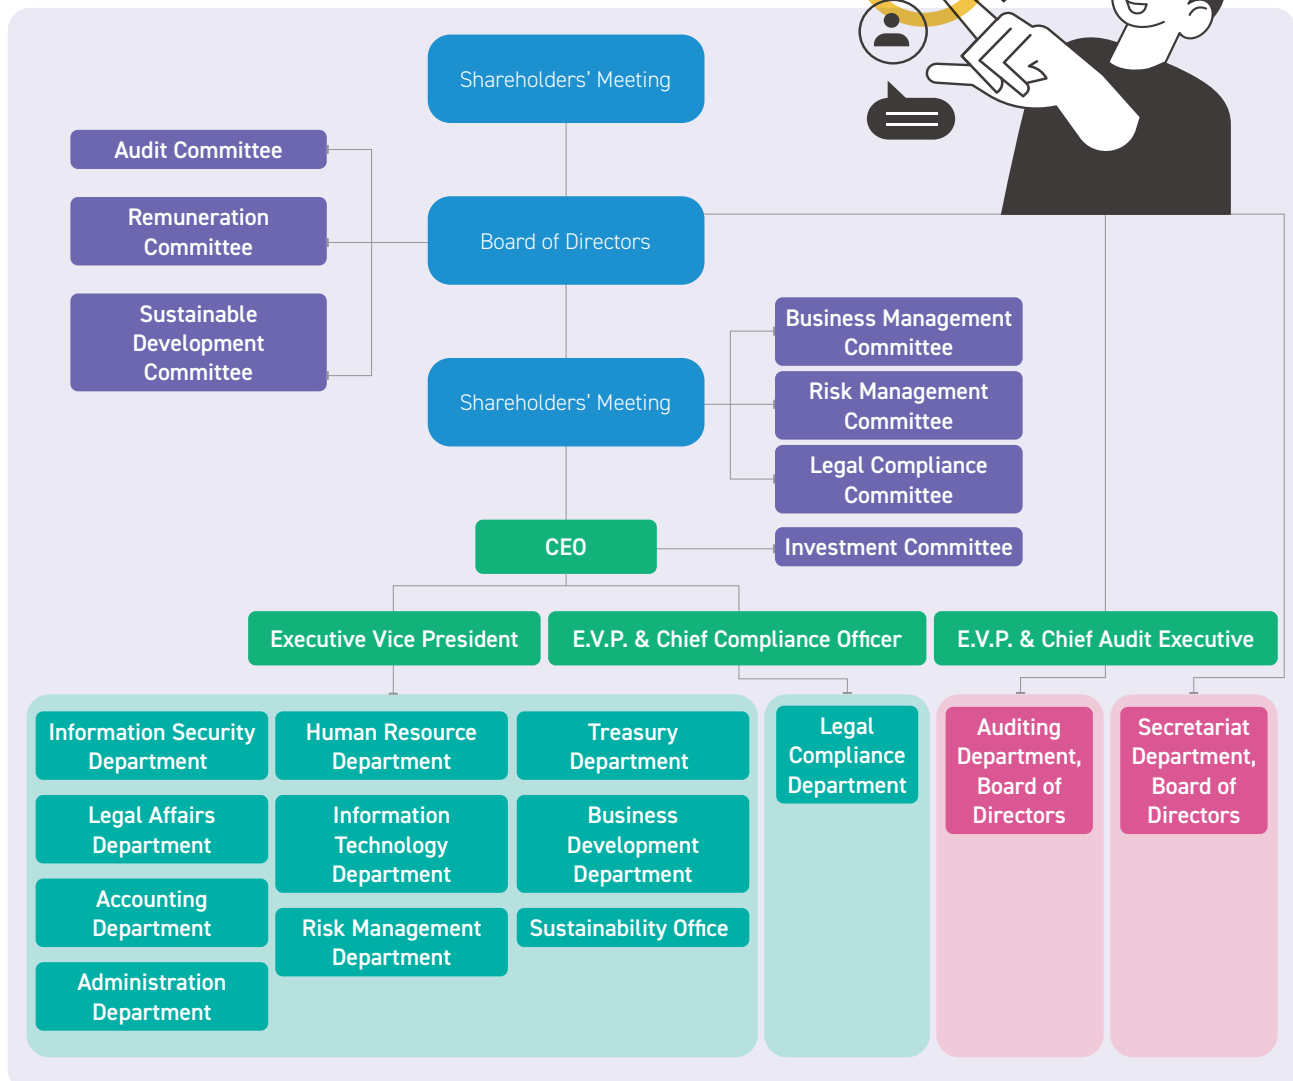 Shareholders' Meeting
Audit Committee
Remuneration
Committee
Board of Directors
Sustainable
Development
Committee
Business Management
Committee
Shareholders' Meeting
Risk Management
Committee
Legal Compliance
Committee
CEO
Investment Committee
Executive Vice President
E.V.P. & Chief Compliance Officer
E.V.P. & Chief Audit Executive
Information Security
Department
Legal Affairs
Department
Accounting
Department
Administration
Department
Human Resource
Department
Information
Technology
Department
Risk Management
Department
Treasury
Department
Business
Development
Department
Sustainability Office
Legal
Compliance
Department
Auditing
Department,
Board of
Directors
Secretariat
Department,
Board of
Directors